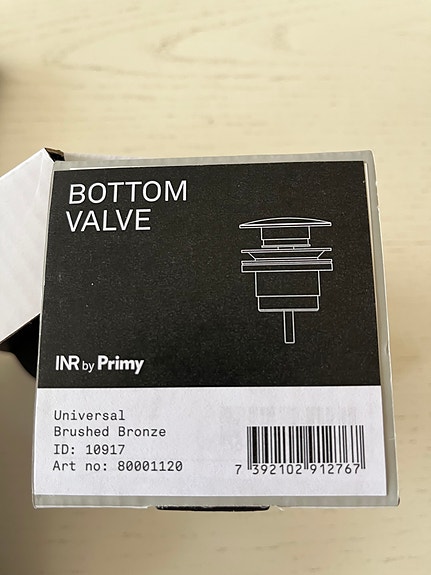 BOTTOM
VALVE
INR by Primy
Universal
Brushed Bronze
ID: 10917
Art no: 80001120
7 392102 912767